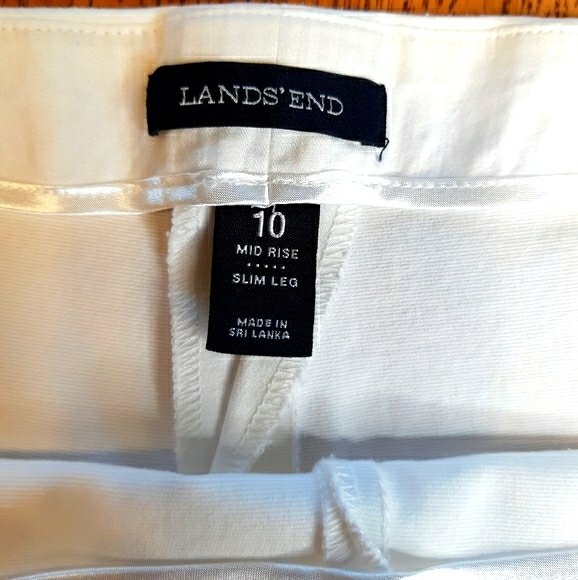 LANDS' END
10
MID RISE
.....
SLIM LEG
MADE IN
SRI LANKA